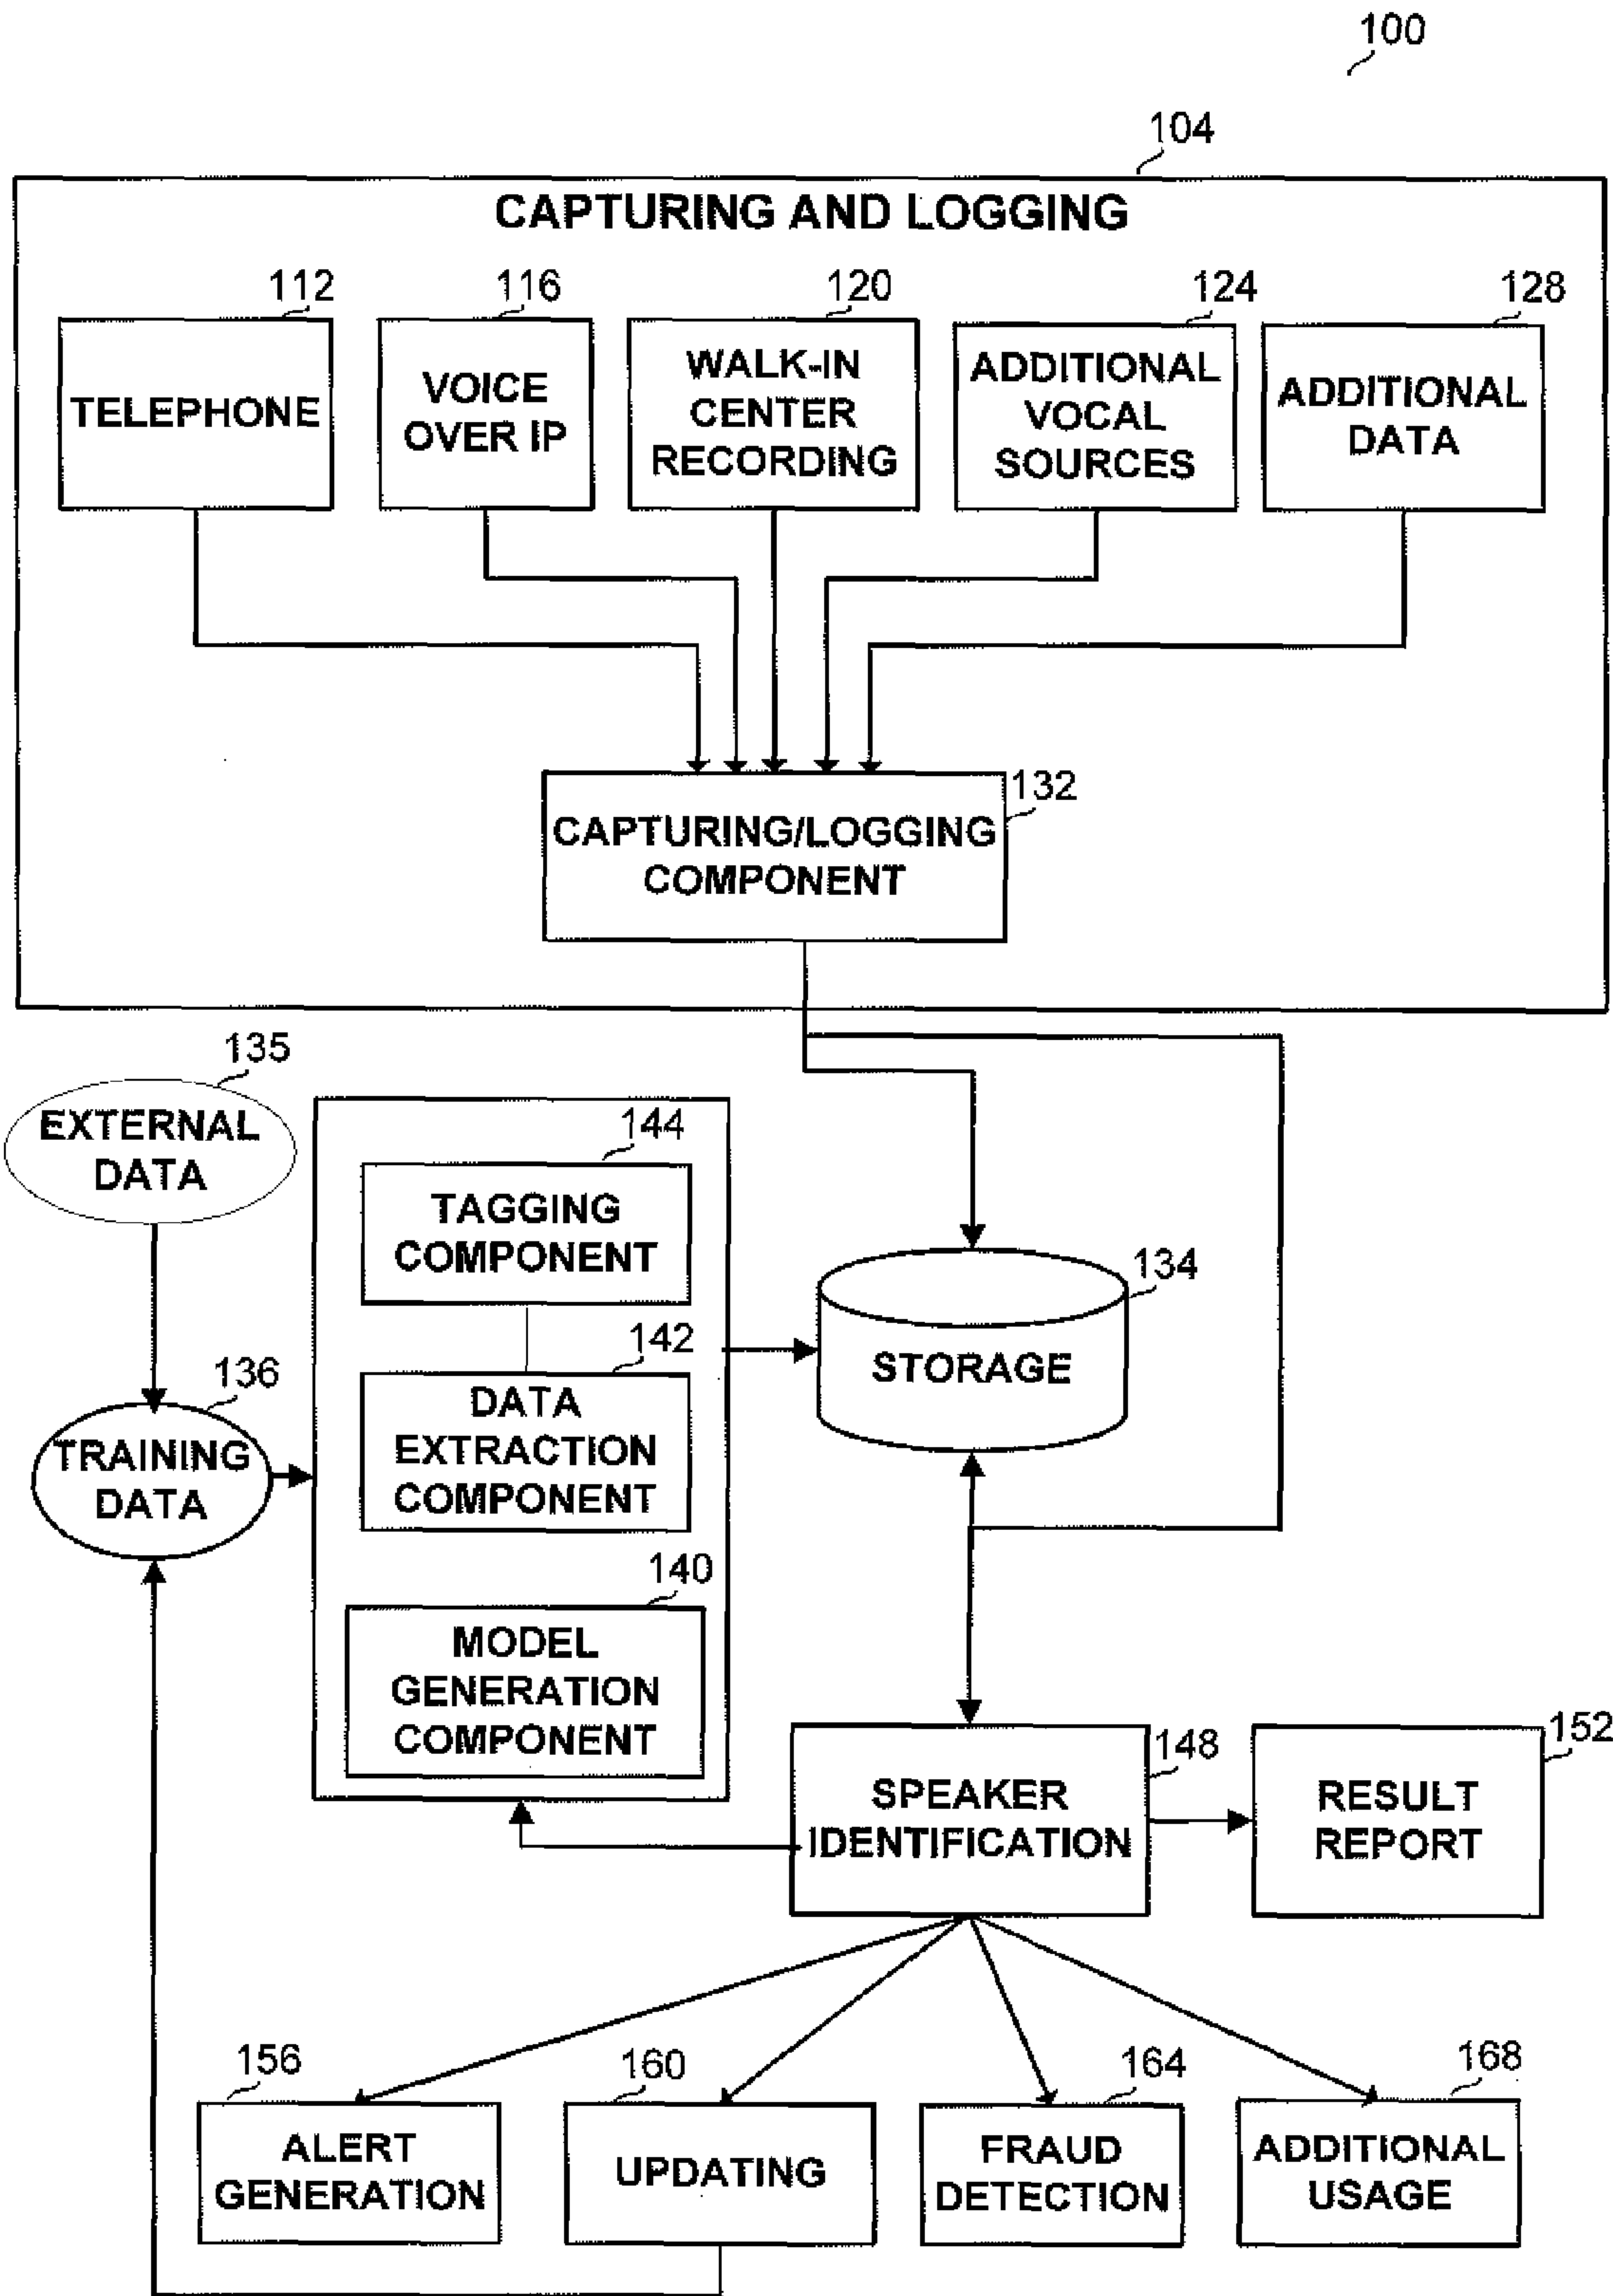 100
104
CAPTURING AND LOGGING
112
116
120
124
128
TELEPHONE
VOICE
OVER IP
WALK-IN
CENTER
RECORDING
ADDITIONAL
VOCAL
SOURCES
ADDITIONAL
DATA
132
CAPTURING/LOGGING
COMPONENT
135
EXTERNAL
DATA
144
TAGGING
COMPONENT
134
STORAGE
142
DATA
EXTRACTION
COMPONENT
136
TRAINING
DATA
140
MODEL
GENERATION
COMPONENT
148
SPEAKER
IDENTIFICATION
152
RESULT
REPORT
156
ALERT
GENERATION
160
UPDATING
164
FRAUD
DETECTION
168
ADDITIONAL
USAGE